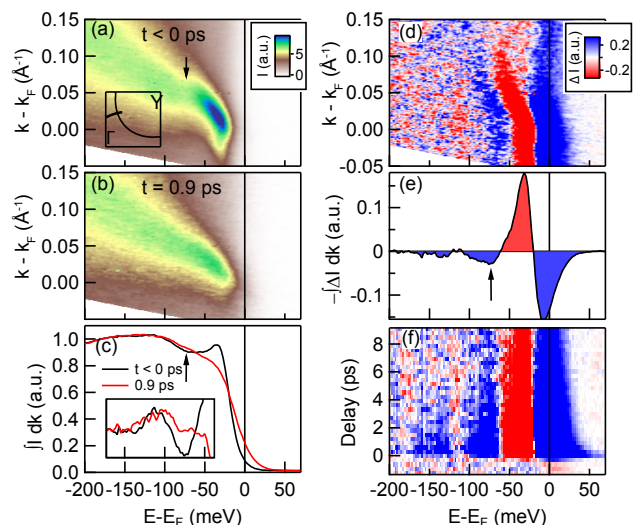 (a)
t < 0 ps
I (a.u.)
5
0
0.15
0.10
0.05
0.00
k - k_F (Å⁻¹)
Y
Γ
(b)
t = 0.9 ps
0.15
0.10
0.05
0.00
k - k_F (Å⁻¹)
(c)
t < 0 ps
0.9 ps
1.0
0.8
0.6
0.4
0.2
0.0
∫I dk (a.u.)
-200 -150 -100 -50 0 50
E-E_F (meV)
(d)
0.2
-0.2
Δ I (a.u.)
0.15
0.10
0.05
0.00
-0.05
k - k_F (Å⁻¹)
(e)
0.1
0
-0.1
-∫ΔI dk (a.u.)
(f)
8
6
4
2
0
Delay (ps)
-200 -150 -100 -50 0 50
E-E_F (meV)